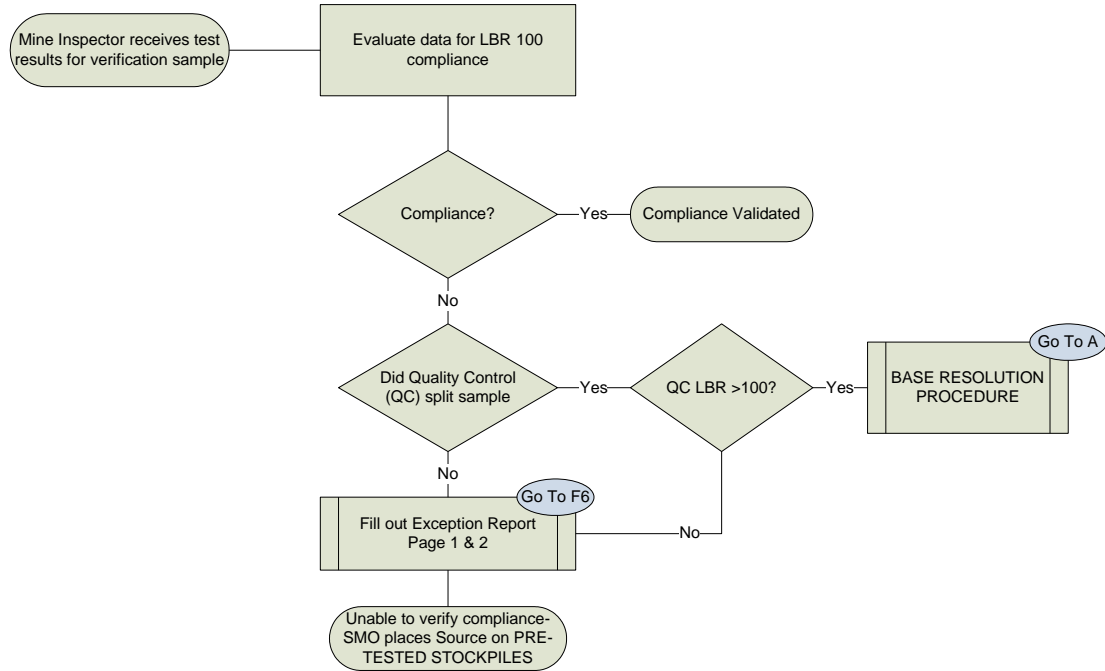 Mine Inspector receives test
results for verification sample
Evaluate data for LBR 100
compliance
Compliance?
Yes
Compliance Validated
No
Did Quality Control
(QC) split sample
Yes
QC LBR >100?
Yes
Go To A
BASE RESOLUTION
PROCEDURE
No
Go To F6
Fill out Exception Report
Page 1 & 2
No
Unable to verify compliance-
SMO places Source on PRE-
TESTED STOCKPILES